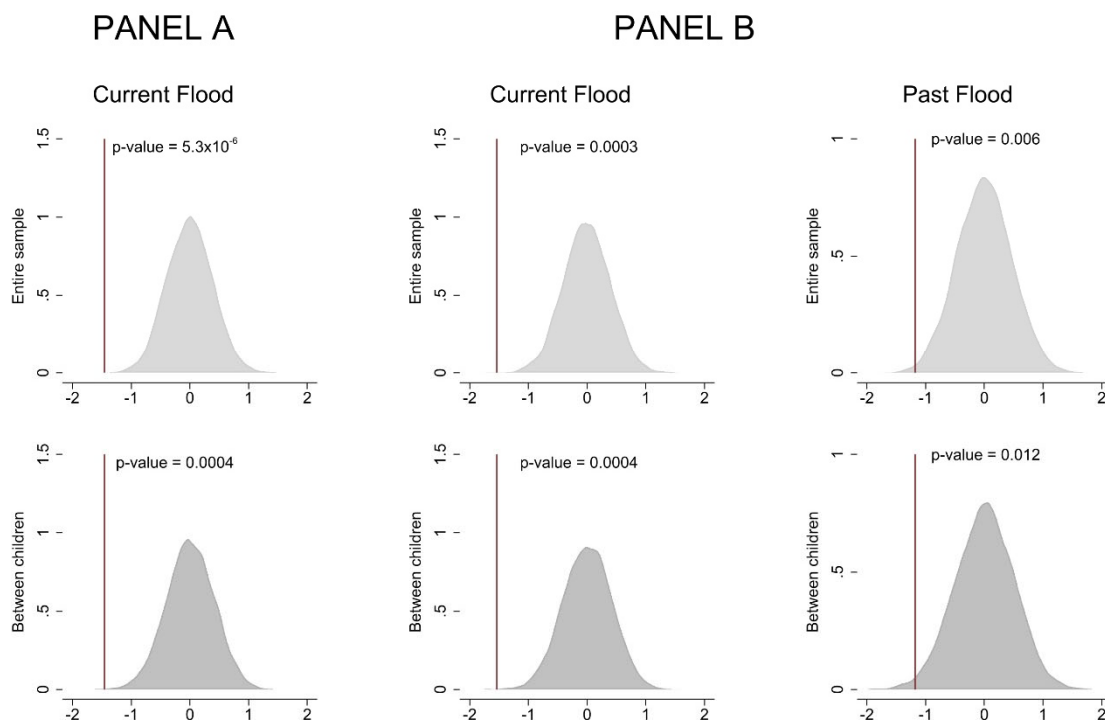 PANEL A
PANEL B
Current Flood
Current Flood
Past Flood
p-value = 5.3x10-6
Entire sample
0 .5 1 1.5
-2 -1 0 1 2
p-value = 0.0003
Entire sample
0 .5 1 1.5
-2 -1 0 1 2
p-value = 0.006
Entire sample
0 .5 1
-2 -1 0 1 2
p-value = 0.0004
Between children
0 .5 1 1.5
-2 -1 0 1 2
p-value = 0.0004
Between children
0 .5 1 1.5
-2 -1 0 1 2
p-value = 0.012
Between children
0 .5 1
-2 -1 0 1 2